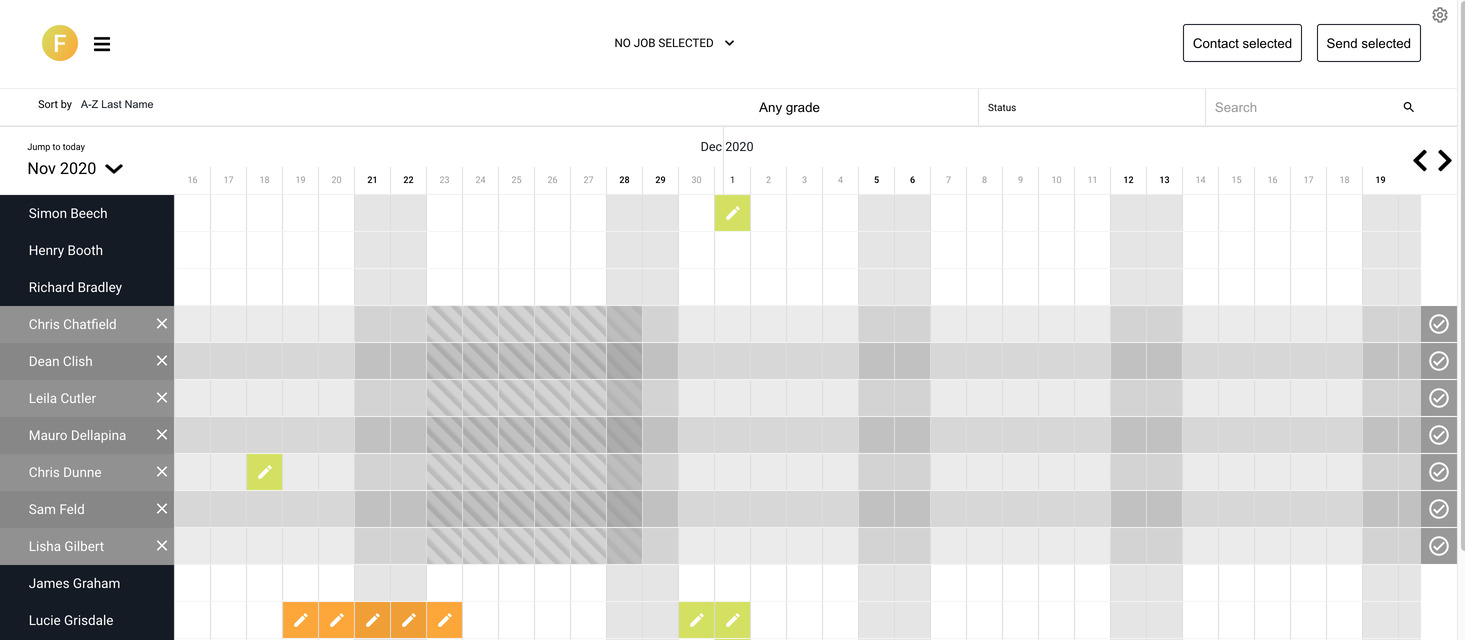 F
NO JOB SELECTED
Contact selected
Send selected
Sort by A-Z Last Name
Any grade
Status
Search
Jump to today
Nov 2020
Dec 2020
16 17 18 19 20 21 22 23 24 25 26 27 28 29 30 1 2 3 4 5 6 7 8 9 10 11 12 13 14 15 16 17 18 19
Simon Beech
Henry Booth
Richard Bradley
Chris Chatfield
Dean Clish
Leila Cutler
Mauro Dellapina
Chris Dunne
Sam Feld
Lisha Gilbert
James Graham
Lucie Grisdale